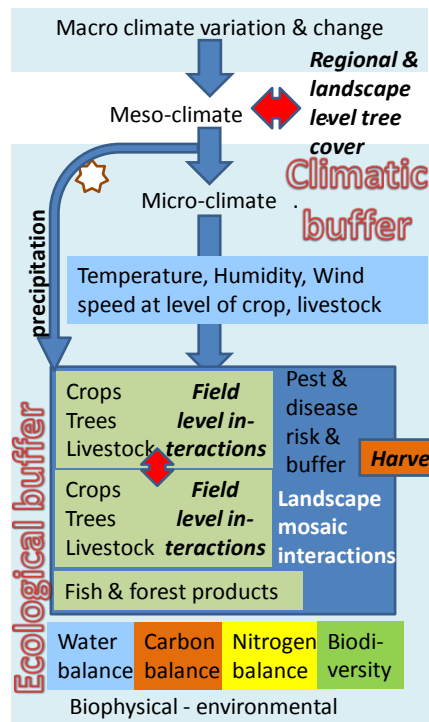 Macro climate variation & change
Regional &
landscape
level tree
cover
Meso-climate
Climatic
buffer
Micro-climate
precipitation
Temperature, Humidity, Wind
speed at level of crop, livestock
Ecological buffer
Crops
Trees
Livestock
Field
level in-
teractions
Pest &
disease
risk &
buffer
Harve
Crops
Trees
Livestock
Field
level in-
teractions
Landscape
mosaic
interactions
Fish & forest products
Water
balance
Carbon
balance
Nitrogen
balance
Biodi-
versity
Biophysical - environmental